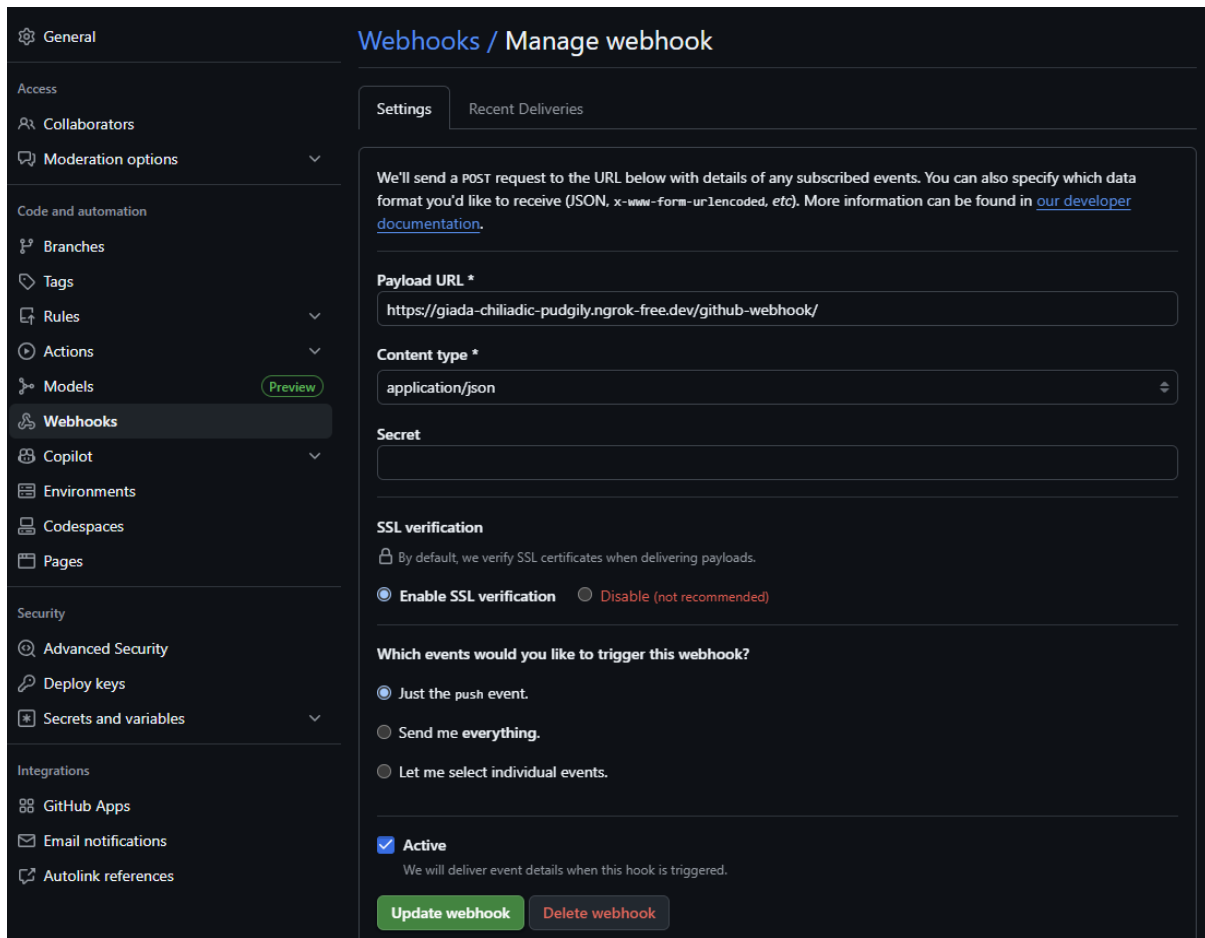 General
Access
Collaborators
Moderation options
Code and automation
Branches
Tags
Rules
Actions
Models Preview
Webhooks
Copilot
Environments
Codespaces
Pages
Security
Advanced Security
Deploy keys
Secrets and variables
Integrations
GitHub Apps
Email notifications
Autolink references
Webhooks / Manage webhook
Settings Recent Deliveries
We'll send a POST request to the URL below with details of any subscribed events. You can also specify which data
format you'd like to receive (JSON, x-www-form-urlencoded, etc). More information can be found in our developer
documentation.
Payload URL *
https://giada-chiliadic-pudgily.ngrok-free.dev/github-webhook/
Content type *
application/json
Secret
SSL verification
By default, we verify SSL certificates when delivering payloads.
Enable SSL verification Disable (not recommended)
Which events would you like to trigger this webhook?
Just the push event.
Send me everything.
Let me select individual events.
Active
We will deliver event details when this hook is triggered.
Update webhook Delete webhook